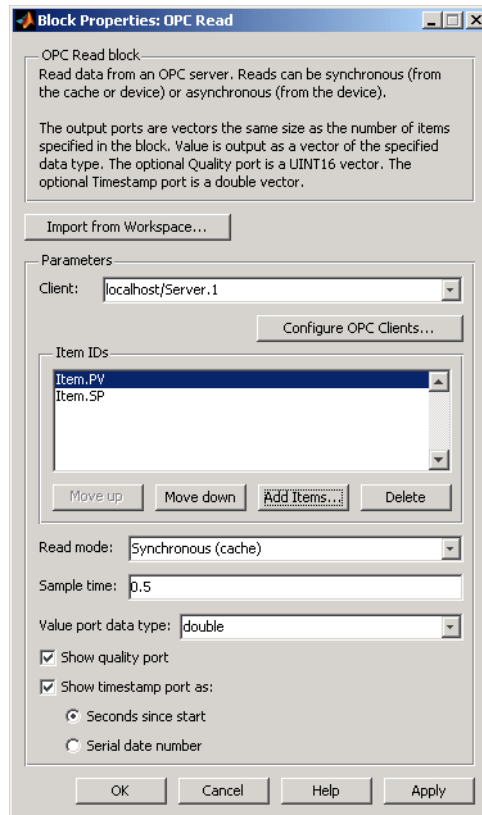 Block Properties: OPC Read
OPC Read block
Read data from an OPC server. Reads can be synchronous (from
the cache or device) or asynchronous (from the device).
The output ports are vectors the same size as the number of items
specified in the block. Value is output as a vector of the specified
data type. The optional Quality port is a UINT16 vector. The
optional Timestamp port is a double vector.
Import from Workspace...
Parameters
Client: localhost/Server.1
Configure OPC Clients...
Item IDs
Item.PV
Item.SP
Move up Move down Add Items... Delete
Read mode: Synchronous (cache)
Sample time: 0.5
Value port data type: double
Show quality port
Show timestamp port as:
Seconds since start
Serial date number
OK Cancel Help Apply